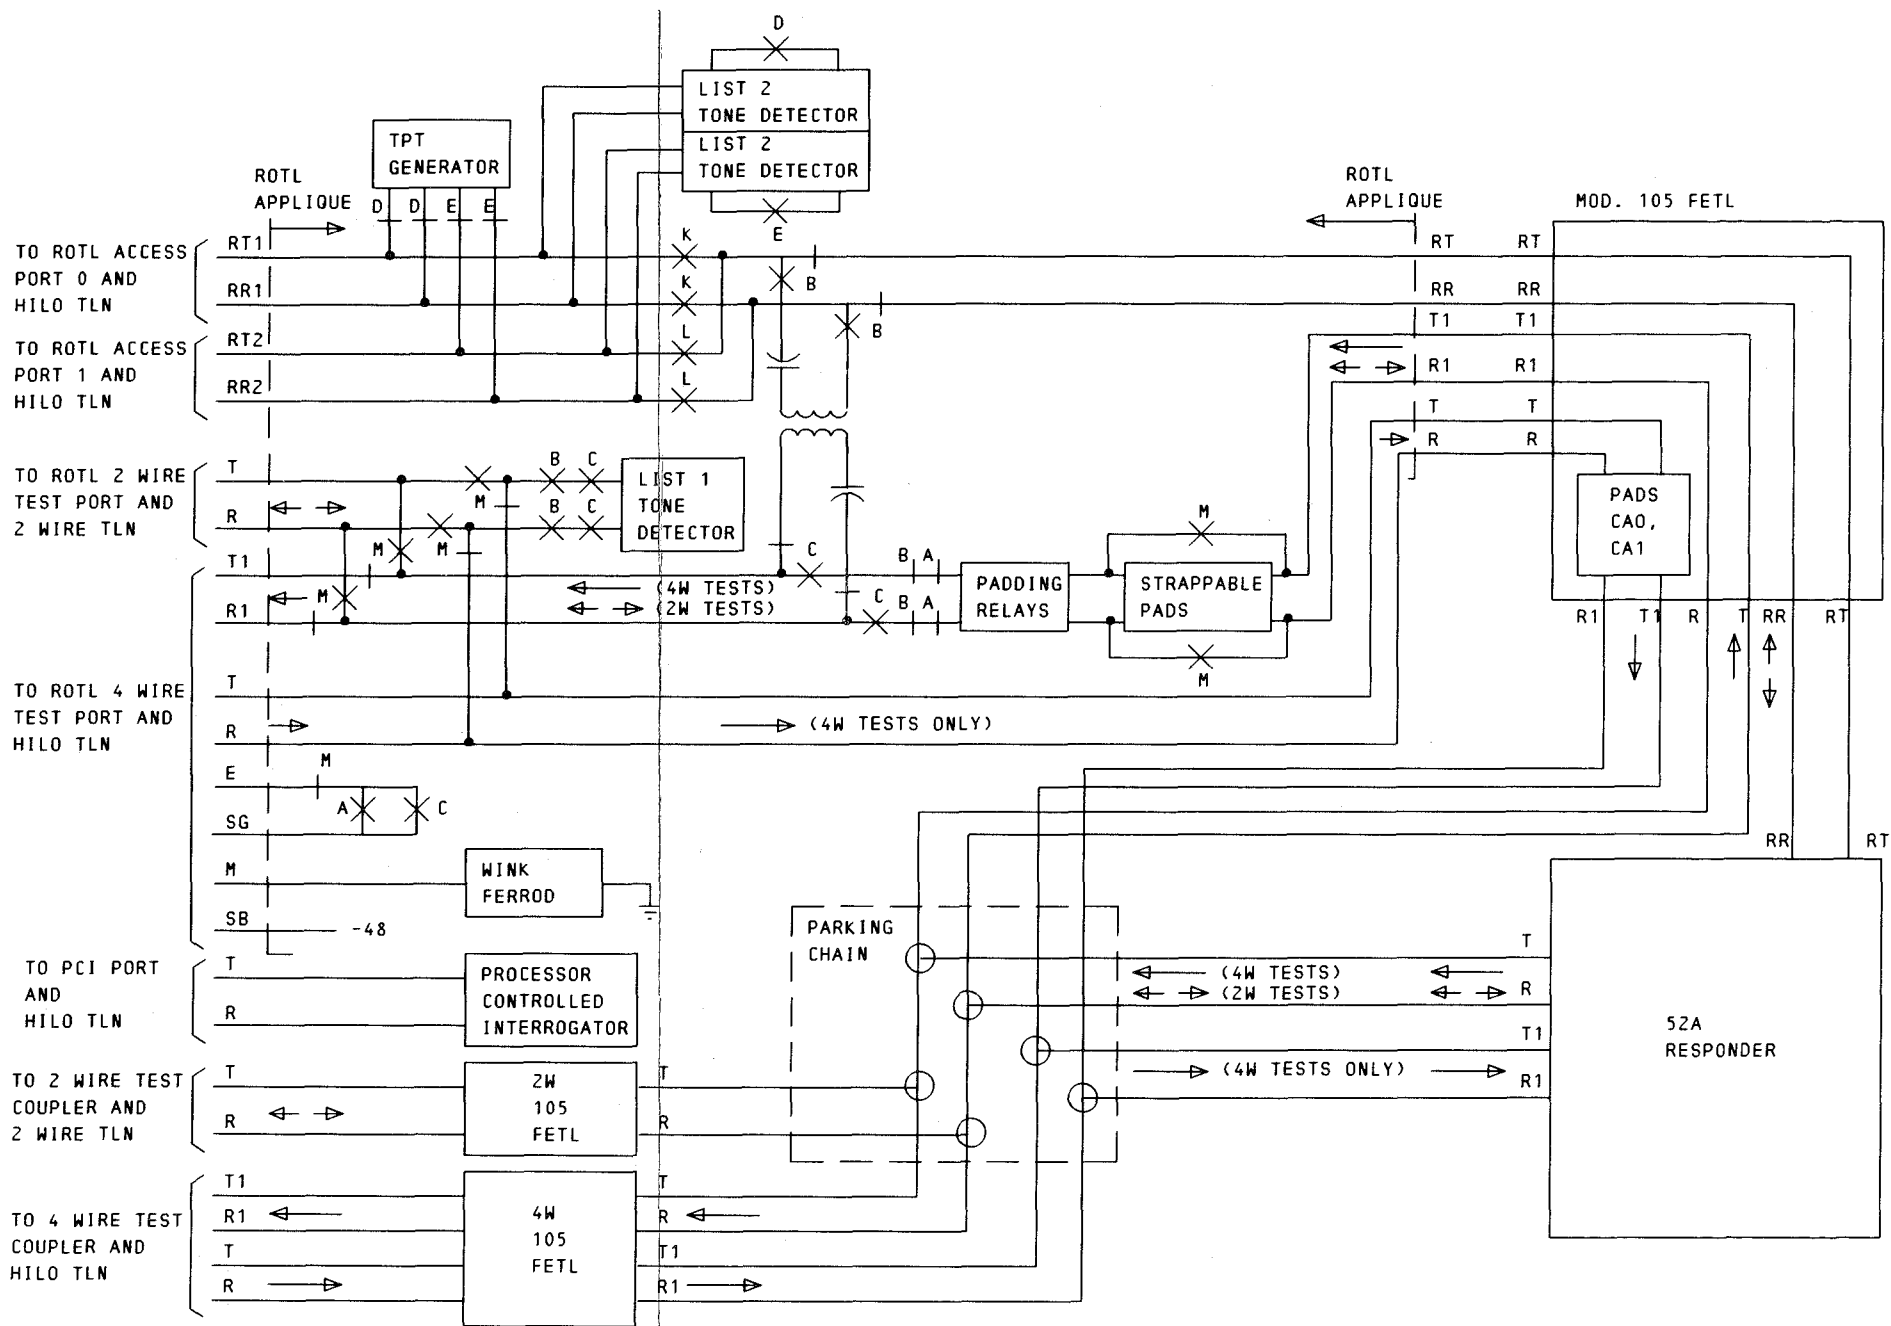 D
LIST 2
TONE DETECTOR
LIST 2
TONE DETECTOR
E
TPT
GENERATOR
D D E E
ROTL
APPLIQUE
ROTL
APPLIQUE
MOD. 105 FETL
TO ROTL ACCESS
PORT 0 AND
HILO TLN
RT1
RR1
K
K
B
B
RT RT
RR RR
T1 T1
R1 R1
T T
R R
TO ROTL ACCESS
PORT 1 AND
HILO TLN
RT2
RR2
L
L
TO ROTL 2 WIRE
TEST PORT AND
2 WIRE TLN
T
R
M
M
B C
B C
M
M
LIST 1
TONE
DETECTOR
PADS
CA0,
CA1
T1
R1
M
M
(4W TESTS)
(2W TESTS)
C
C
B A
B A
PADDING
RELAYS
STRAPPABLE
PADS
M
M
R1 T1 R T RR RT
TO ROTL 4 WIRE
TEST PORT AND
HILO TLN
T
R
(4W TESTS ONLY)
E
M
A C
SG
M
WINK
FERROD
SB
-48
RR RT
PARKING
CHAIN
TO PCI PORT
AND
HILO TLN
T
R
PROCESSOR
CONTROLLED
INTERROGATOR
T
(4W TESTS)
(2W TESTS)
R
T1
(4W TESTS ONLY)
R1
52A
RESPONDER
TO 2 WIRE TEST
COUPLER AND
2 WIRE TLN
T
R
2W
105
FETL
T
R
TO 4 WIRE TEST
COUPLER AND
HILO TLN
T1
R1
T
R
4W
105
FETL
T
R
T1
R1